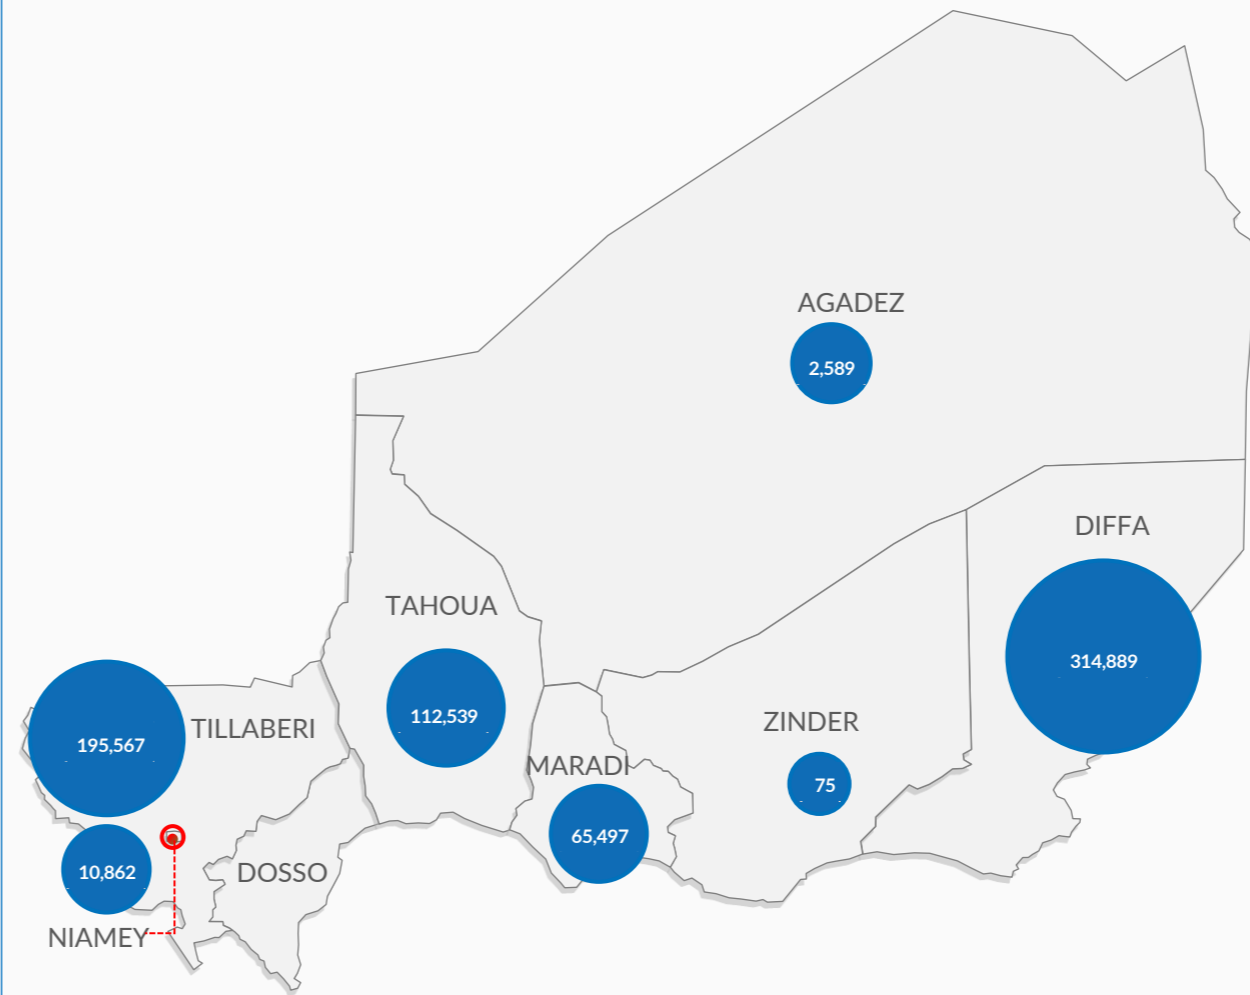 AGADEZ
2,589
DIFFA
314,889
TAHOUA
112,539
TILLABERI
195,567
ZINDER
75
MARADI
65,497
DOSSO
10,862
NIAMEY